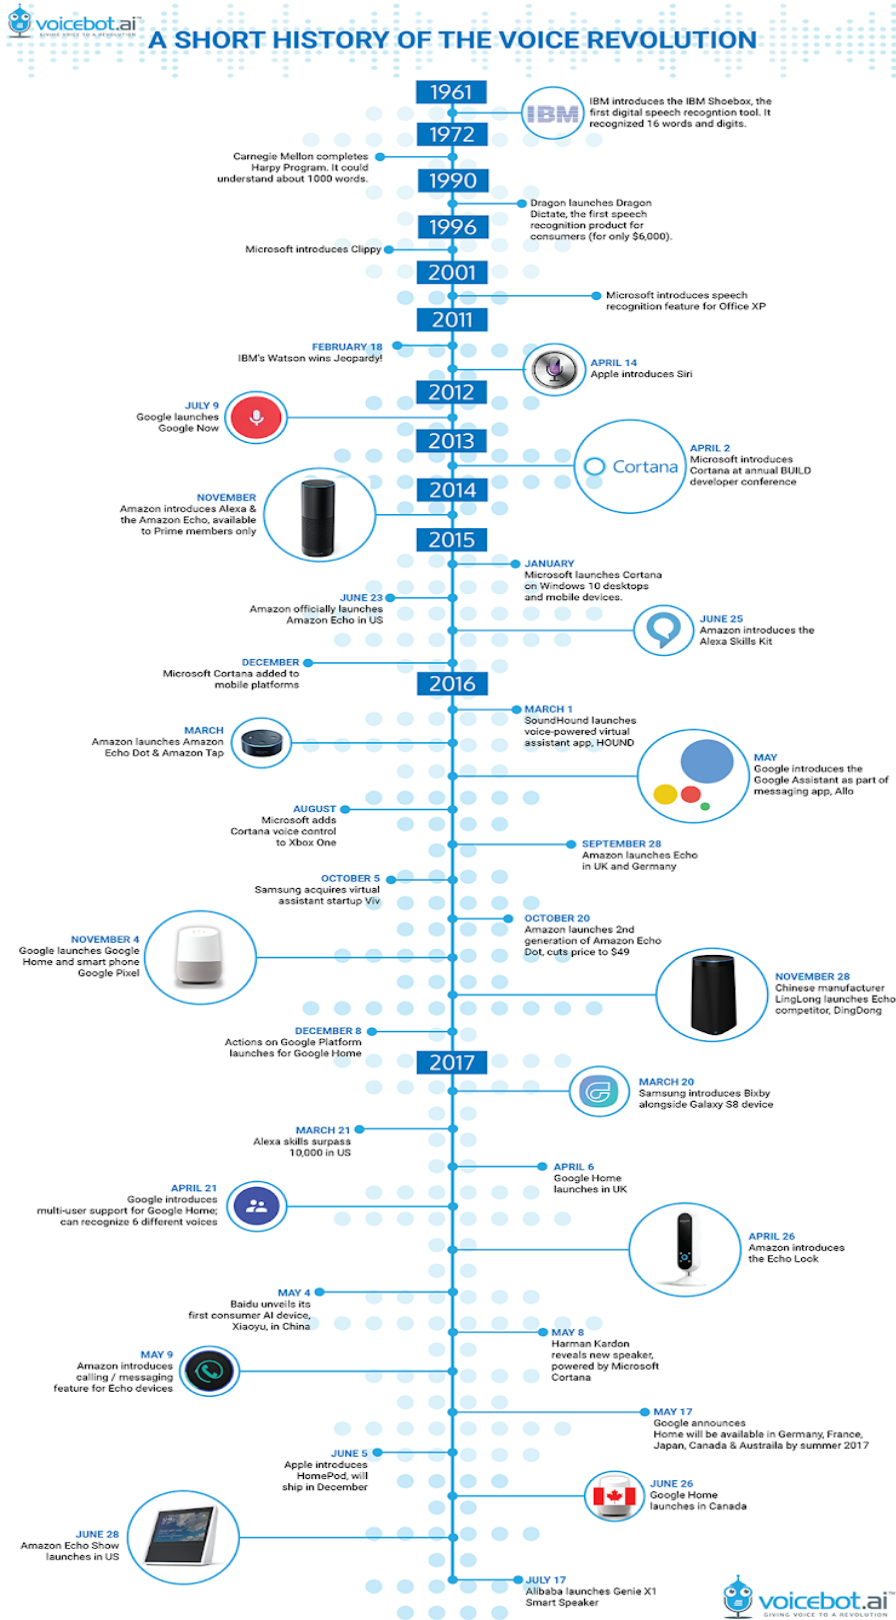 voicebot.ai
GIVING VOICE TO A REVOLUTION
A SHORT HISTORY OF THE VOICE REVOLUTION
1961
IBM
IBM introduces the IBM Shoebox, the
first digital speech recogntion tool. It
recognized 16 words and digits.
1972
Carnegie Mellon completes
Harpy Program. It could
understand about 1000 words.
1990
Dragon launches Dragon
Dictate, the first speech
recognition product for
consumers (for only $6,000).
1996
Microsoft introduces Clippy
2001
Microsoft introduces speech
recognition feature for Office XP
2011
FEBRUARY 18
IBM's Watson wins Jeopardy!
APRIL 14
Apple introduces Siri
2012
JULY 9
Google launches
Google Now
2013
APRIL 2
Microsoft introduces
Cortana at annual BUILD
developer conference
Cortana
2014
NOVEMBER
Amazon introduces Alexa &
the Amazon Echo, available
to Prime members only
2015
JANUARY
Microsoft launches Cortana
on Windows 10 desktops
and mobile devices.
JUNE 23
Amazon officially launches
Amazon Echo in US
JUNE 25
Amazon introduces the
Alexa Skills Kit
DECEMBER
Microsoft Cortana added to
mobile platforms
2016
MARCH 1
SoundHound launches
voice-powered virtual
assistant app, HOUND
MARCH
Amazon launches Amazon
Echo Dot & Amazon Tap
MAY
Google introduces the
Google Assistant as part of
messaging app, Allo
AUGUST
Microsoft adds
Cortana voice control
to Xbox One
SEPTEMBER 28
Amazon launches Echo
in UK and Germany
OCTOBER 5
Samsung acquires virtual
assistant startup Viv
OCTOBER 20
Amazon launches 2nd
generation of Amazon Echo
Dot, cuts price to $49
NOVEMBER 4
Google launches Google
Home and smart phone
Google Pixel
NOVEMBER 28
Chinese manufacturer
LingLong launches Echo
competitor, DingDong
DECEMBER 8
Actions on Google Platform
launches for Google Home
2017
MARCH 20
Samsung introduces Bixby
alongside Galaxy S8 device
MARCH 21
Alexa skills surpass
10,000 in US
APRIL 6
Google Home
launches in UK
APRIL 21
Google introduces
multi-user support for Google Home;
can recognize 6 different voices
APRIL 26
Amazon introduces
the Echo Look
MAY 4
Baidu unveils its
first consumer AI device,
Xiaoyu, in China
MAY 8
Harman Kardon
reveals new speaker,
powered by Microsoft
Cortana
MAY 9
Amazon introduces
calling / messaging
feature for Echo devices
MAY 17
Google announces
Home will be available in Germany, France,
Japan, Canada & Austraila by summer 2017
JUNE 5
Apple introduces
HomePod, will
ship in December
JUNE 26
Google Home
launches in Canada
JUNE 28
Amazon Echo Show
launches in US
JULY 17
Alibaba launches Genie X1
Smart Speaker
voicebot.ai
GIVING VOICE TO A REVOLUTION